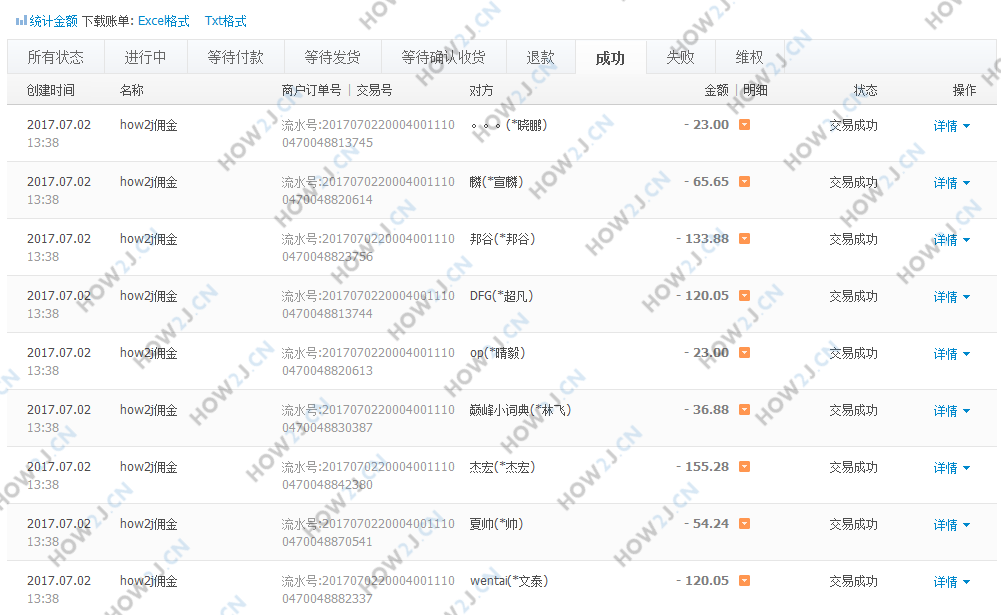 统计金额 下载账单: Excel格式 Txt格式
所有状态 进行中 等待付款 等待发货 等待确认收货 退款 成功 失败 维权
创建时间 名称 商户订单号 | 交易号 对方 金额 | 明细 状态 操作
2017.07.02 how2j佣金 流水号:2017070220004001110 。。。(*晓鹏) - 23.00 交易成功 详情
13:38 0470048813745
2017.07.02 how2j佣金 流水号:2017070220004001110 麟(*宣麟) - 65.65 交易成功 详情
13:38 0470048820614
2017.07.02 how2j佣金 流水号:2017070220004001110 邦谷(*邦谷) - 133.88 交易成功 详情
13:38 0470048823756
2017.07.02 how2j佣金 流水号:2017070220004001110 DFG(*超凡) - 120.05 交易成功 详情
13:38 0470048813744
2017.07.02 how2j佣金 流水号:2017070220004001110 op(*晴毅) - 23.00 交易成功 详情
13:38 0470048820613
2017.07.02 how2j佣金 流水号:2017070220004001110 巅峰小词典(*林飞) - 36.88 交易成功 详情
13:38 0470048830387
2017.07.02 how2j佣金 流水号:2017070220004001110 杰宏(*杰宏) - 155.28 交易成功 详情
13:38 0470048842380
2017.07.02 how2j佣金 流水号:2017070220004001110 夏帅(*帅) - 54.24 交易成功 详情
13:38 0470048870541
2017.07.02 how2j佣金 流水号:2017070220004001110 wentai(*文泰) - 120.05 交易成功 详情
13:38 0470048882337
HOW2J.CN